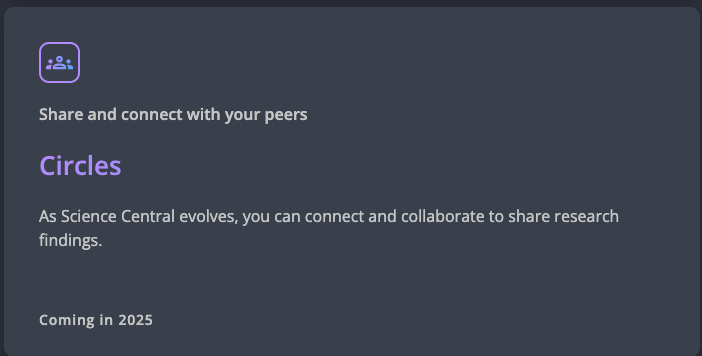 Share and connect with your peers
Circles
As Science Central evolves, you can connect and collaborate to share research
findings.
Coming in 2025